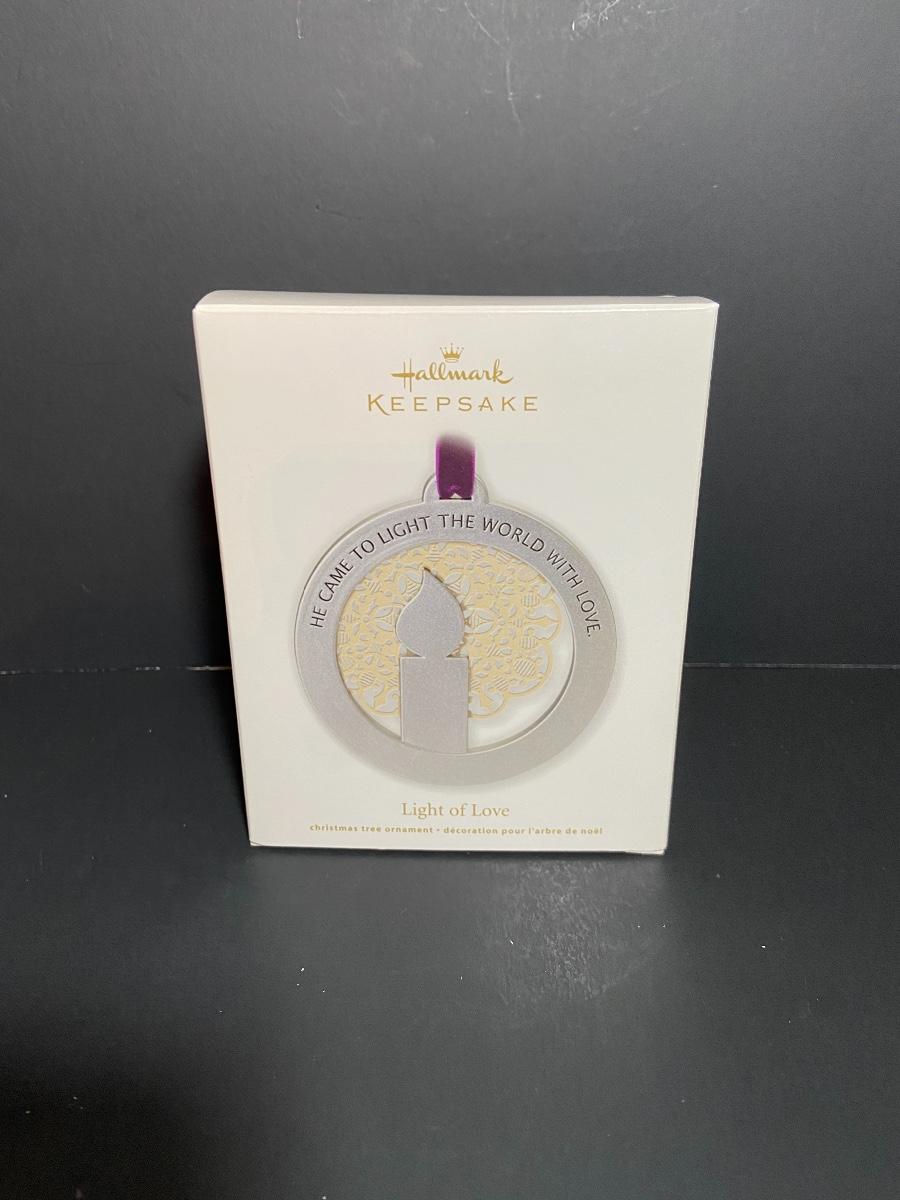 Hallmark
KEEPSAKE
HE CAME TO LIGHT THE WORLD WITH LOVE.
Light of Love
christmas tree ornament • décoration pour l'arbre de noël